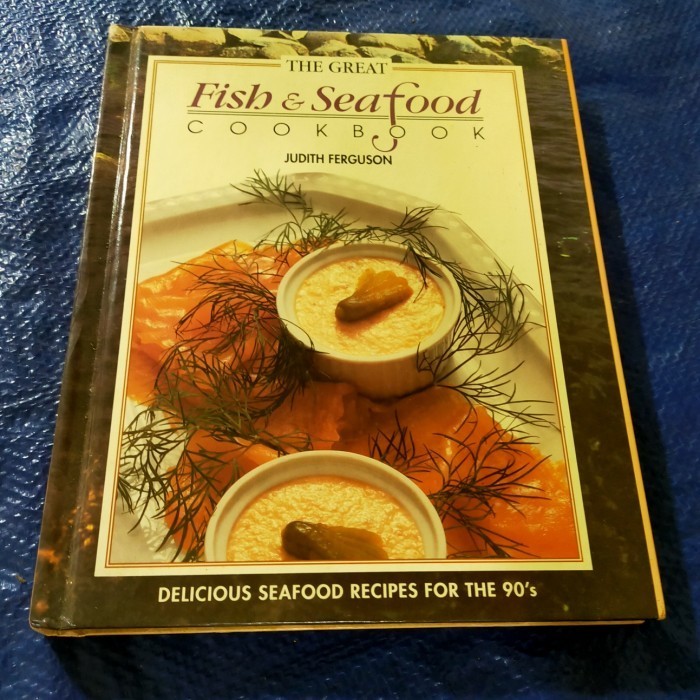 THE GREAT
Fish & Seafood
COOKBOOK
JUDITH FERGUSON
DELICIOUS SEAFOOD RECIPES FOR THE 90's